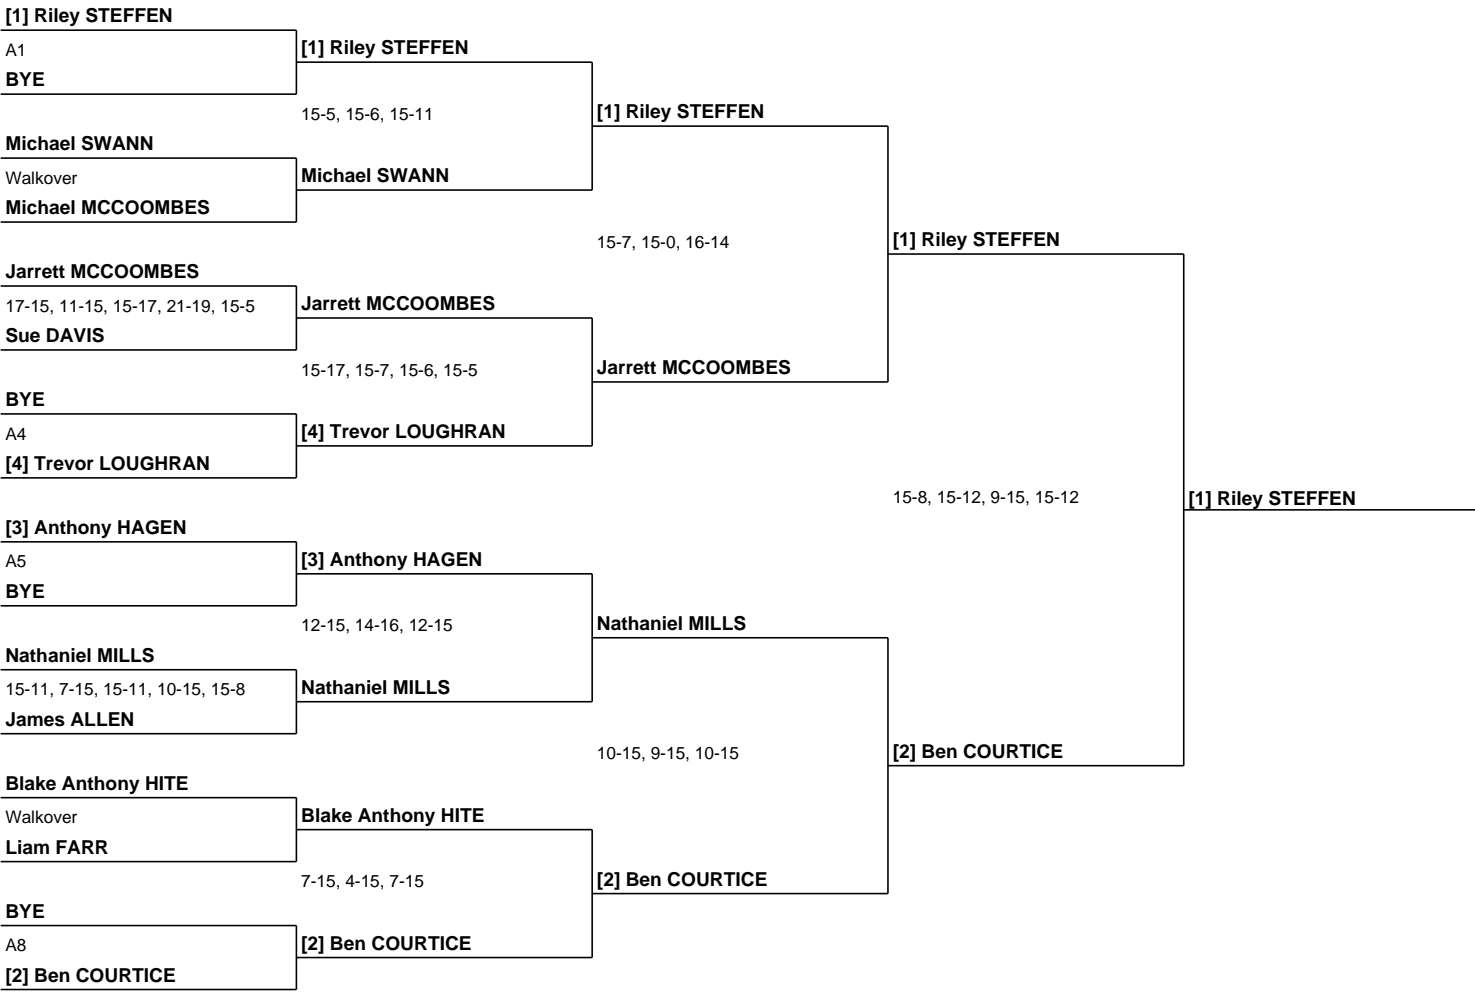 [1] Riley STEFFEN
A1
BYE
Michael SWANN
Walkover
Michael MCCOOMBES
Jarrett MCCOOMBES
17-15, 11-15, 15-17, 21-19, 15-5
Sue DAVIS
BYE
A4
[4] Trevor LOUGHRAN
[3] Anthony HAGEN
A5
BYE
Nathaniel MILLS
15-11, 7-15, 15-11, 10-15, 15-8
James ALLEN
Blake Anthony HITE
Walkover
Liam FARR
BYE
A8
[2] Ben COURTICE
[1] Riley STEFFEN
15-5, 15-6, 15-11
Michael SWANN
Jarrett MCCOOMBES
15-17, 15-7, 15-6, 15-5
[4] Trevor LOUGHRAN
[3] Anthony HAGEN
12-15, 14-16, 12-15
Nathaniel MILLS
Blake Anthony HITE
7-15, 4-15, 7-15
[2] Ben COURTICE
[1] Riley STEFFEN
15-7, 15-0, 16-14
Jarrett MCCOOMBES
Nathaniel MILLS
10-15, 9-15, 10-15
[2] Ben COURTICE
[1] Riley STEFFEN
15-8, 15-12, 9-15, 15-12
[2] Ben COURTICE
[1] Riley STEFFEN